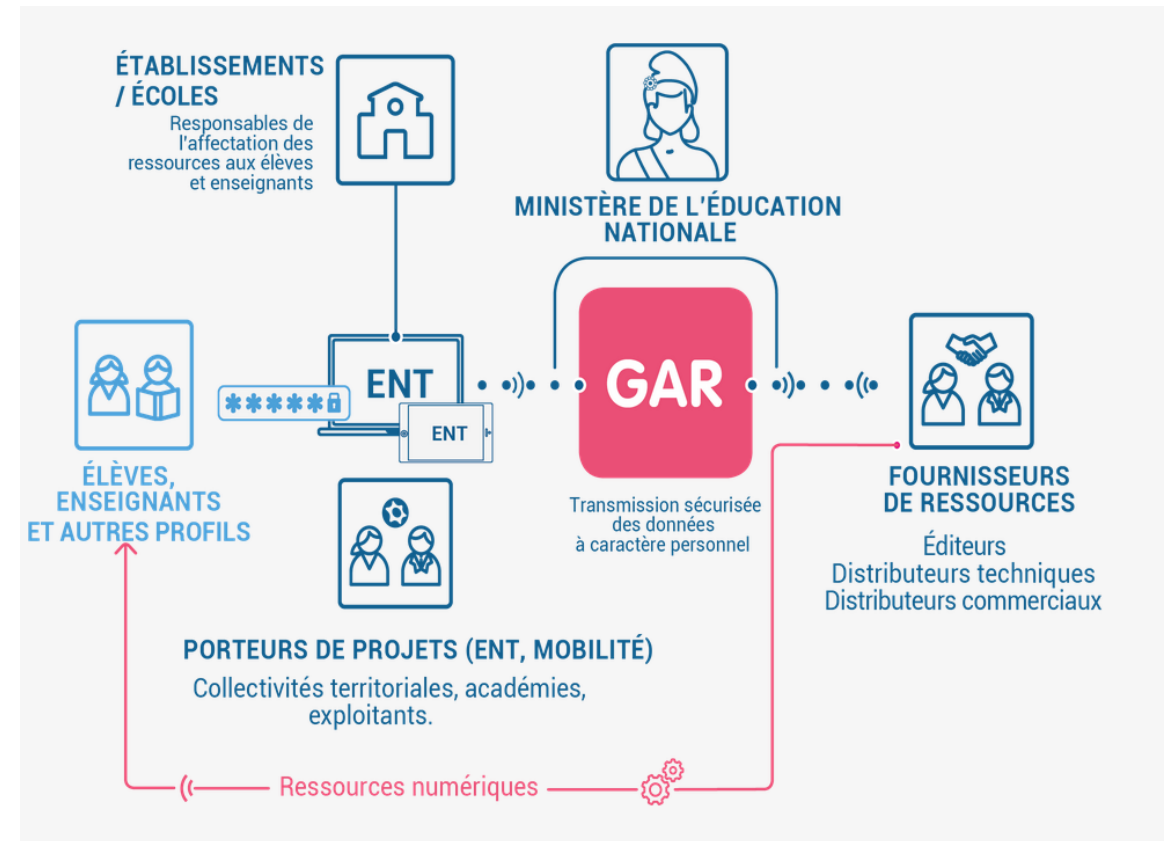 ÉTABLISSEMENTS
/ ÉCOLES
Responsables de
l'affectation des
ressources aux élèves
et enseignants
MINISTÈRE DE L'ÉDUCATION
NATIONALE
ÉLÈVES,
ENSEIGNANTS
ET AUTRES PROFILS
*****
ENT
ENT
GAR
Transmission sécurisée
des données
à caractère personnel
FOURNISSEURS
DE RESSOURCES
Éditeurs
Distributeurs techniques
Distributeurs commerciaux
PORTEURS DE PROJETS (ENT, MOBILITÉ)
Collectivités territoriales, académies,
exploitants.
Ressources numériques